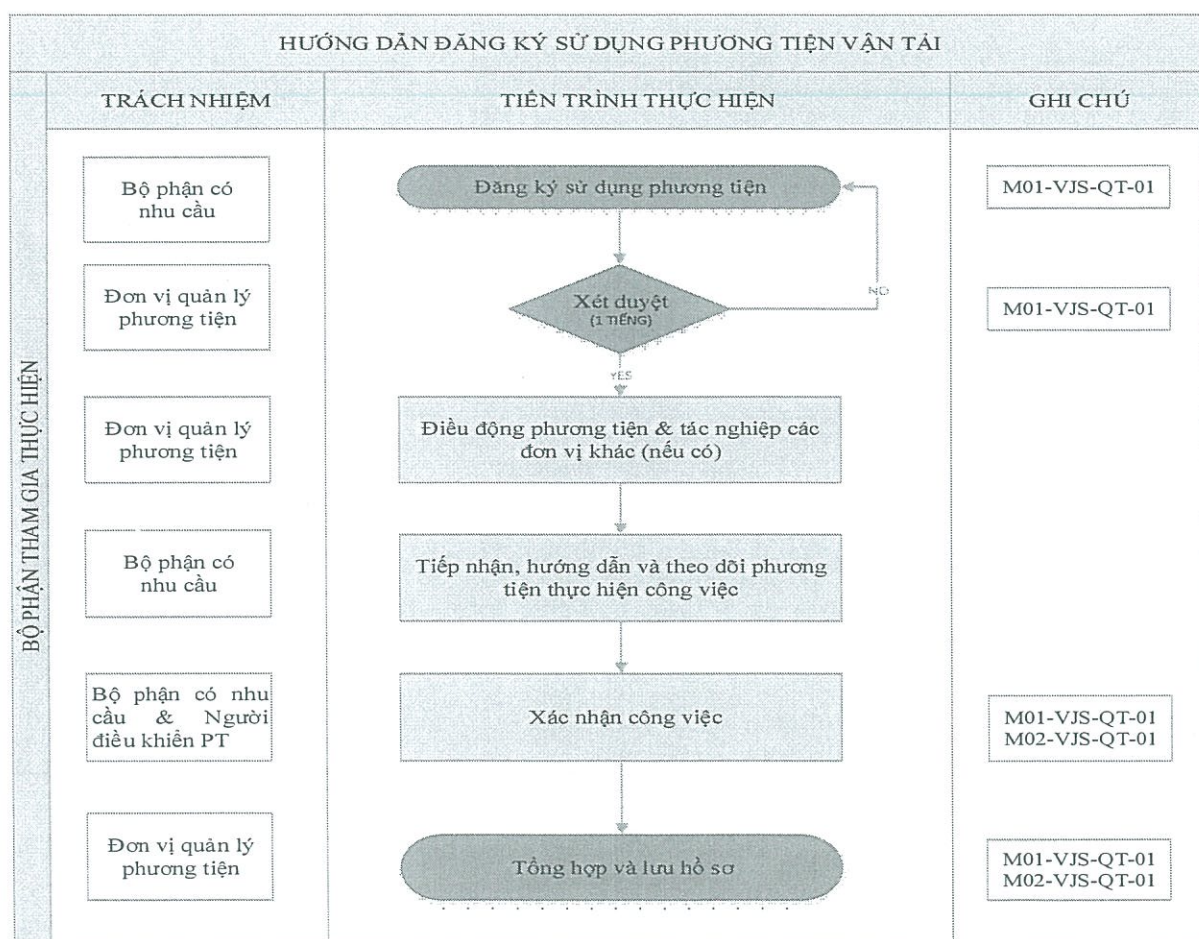 HƯỚNG DẪN ĐĂNG KÝ SỬ DỤNG PHƯƠNG TIỆN VẬN TẢI
BỘ PHẬN THAM GIA THỰC HIỆN
TRÁCH NHIỆM
TIẾN TRÌNH THỰC HIỆN
GHI CHÚ
Bộ phận có
nhu cầu
Đăng ký sử dụng phương tiện
M01-VJS-QT-01
Đơn vị quản lý
phương tiện
Xét duyệt
(1 TIẾNG)
NO
M01-VJS-QT-01
YES
Đơn vị quản lý
phương tiện
Điều động phương tiện & tác nghiệp các
đơn vị khác (nếu có)
Bộ phận có
nhu cầu
Tiếp nhận, hướng dẫn và theo dõi phương
tiện thực hiện công việc
Bộ phận có nhu
cầu & Người
điều khiển PT
Xác nhận công việc
M01-VJS-QT-01
M02-VJS-QT-01
Đơn vị quản lý
phương tiện
Tổng hợp và lưu hồ sơ
M01-VJS-QT-01
M02-VJS-QT-01